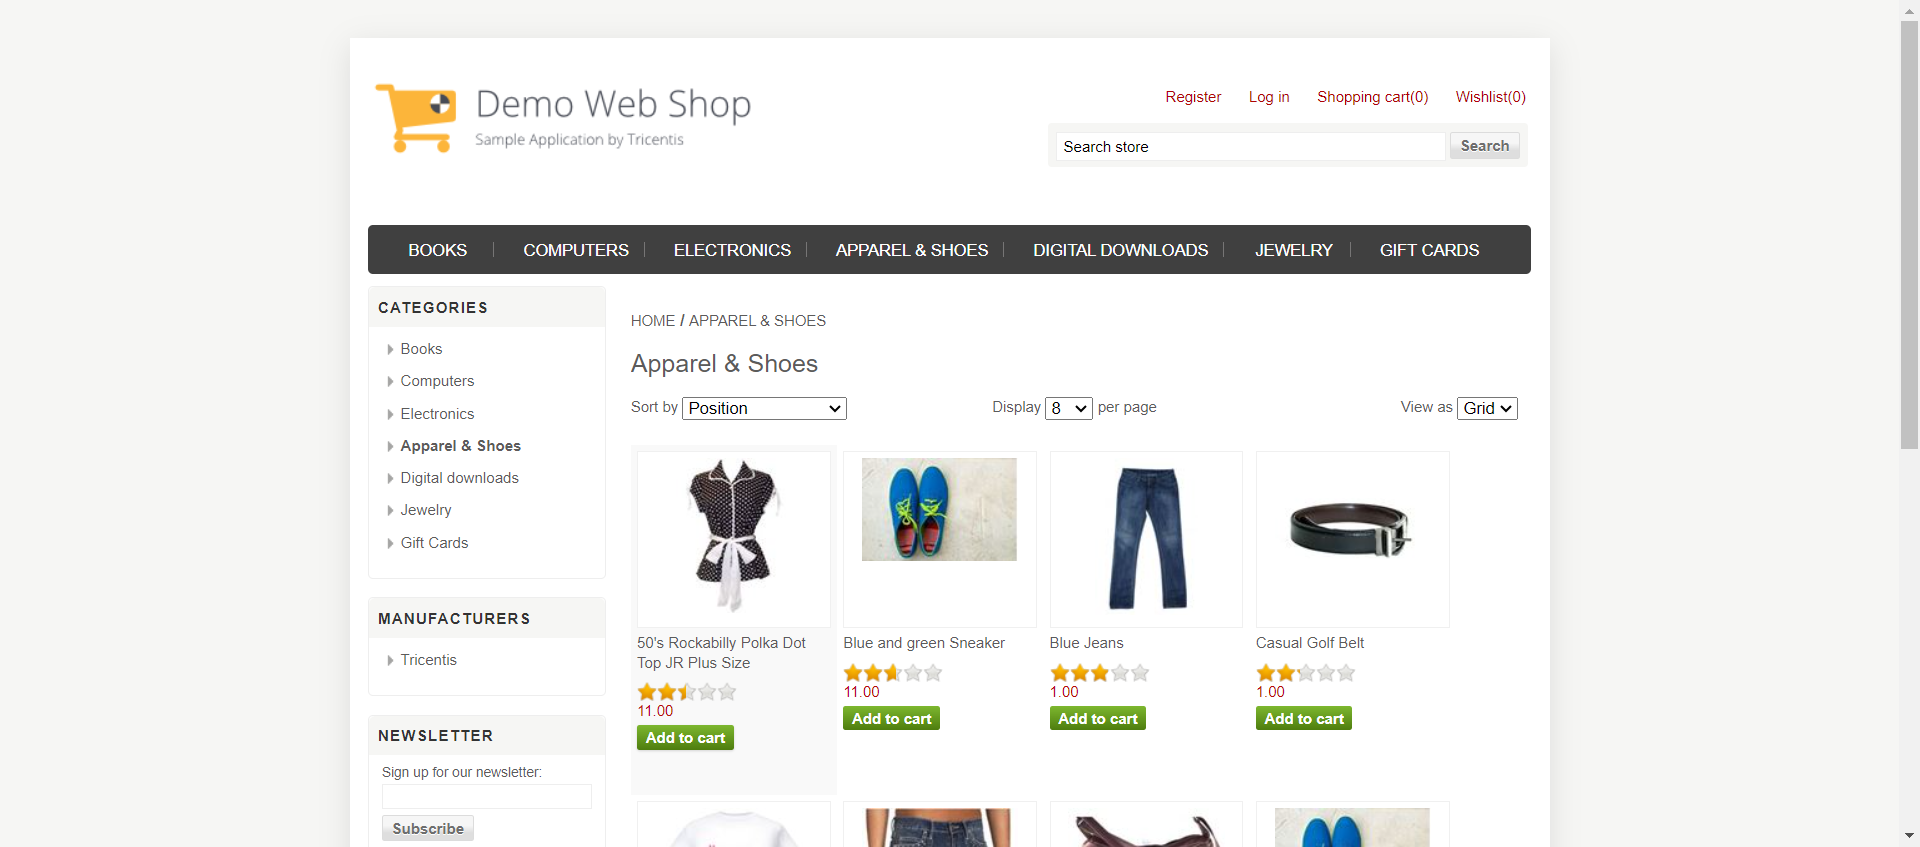 Demo Web Shop
Sample Application by Tricentis
Register Log in Shopping cart(0) Wishlist(0)
Search store Search
BOOKS COMPUTERS ELECTRONICS APPAREL & SHOES DIGITAL DOWNLOADS JEWELRY GIFT CARDS
CATEGORIES
Books
Computers
Electronics
Apparel & Shoes
Digital downloads
Jewelry
Gift Cards
MANUFACTURERS
Tricentis
NEWSLETTER
Sign up for our newsletter:
Subscribe
HOME / APPAREL & SHOES
Apparel & Shoes
Sort by Position Display 8 per page View as Grid
50's Rockabilly Polka Dot
Top JR Plus Size
11.00
Add to cart
Blue and green Sneaker
11.00
Add to cart
Blue Jeans
1.00
Add to cart
Casual Golf Belt
1.00
Add to cart